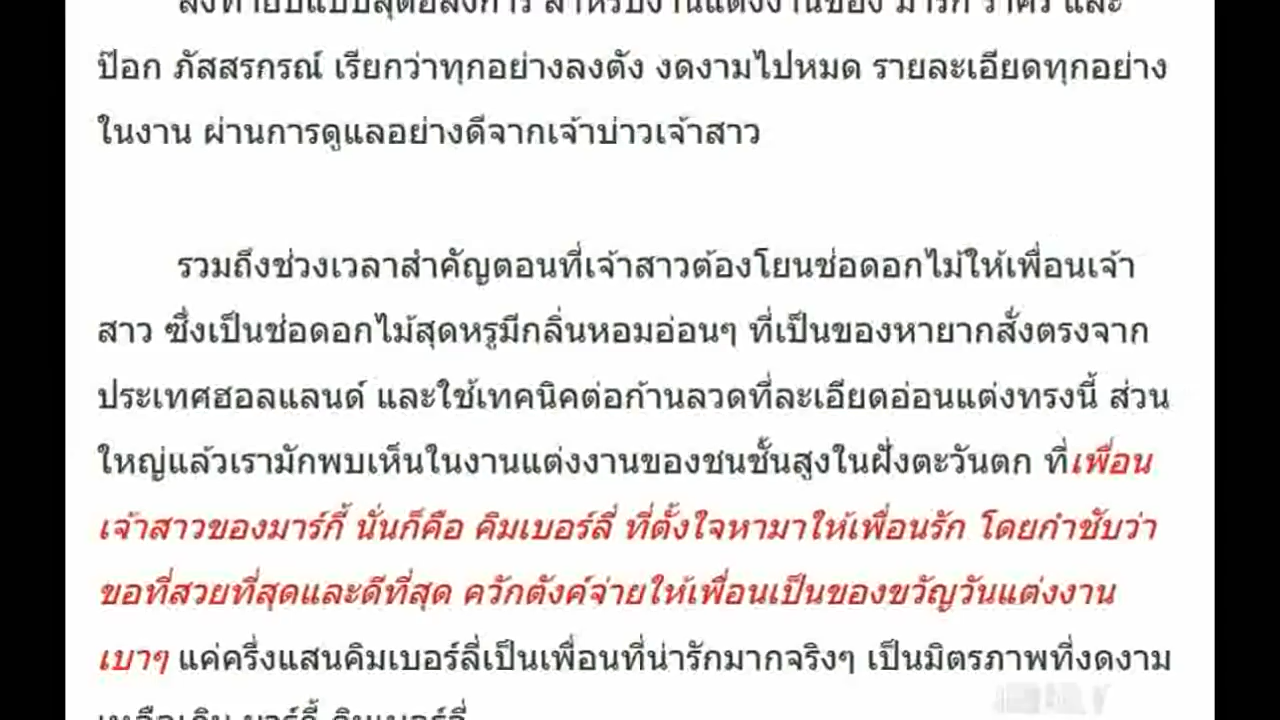 ป๊อก ภัสสรกรณ์ เรียกว่าทุกอย่างลงตัง งดงามไปหมด รายละเอียดทุกอย่าง
ในงาน ผ่านการดูแลอย่างดีจากเจ้าบ่าวเจ้าสาว
รวมถึงช่วงเวลาสำคัญตอนที่เจ้าสาวต้องโยนช่อดอกไม้ให้เพื่อนเจ้า
สาว ซึ่งเป็นช่อดอกไม้สุดหรูมีกลิ่นหอมอ่อนๆ ที่เป็นของหายากสั่งตรงจาก
ประเทศฮอลแลนด์ และใช้เทคนิคต่อก้านลวดที่ละเอียดอ่อนแต่งทรงนี้ ส่วน
ใหญ่แล้วเรามักพบเห็นในงานแต่งงานของชนชั้นสูงในฝั่งตะวันตก ที่เพื่อน
เจ้าสาวของมาร์กี้ นั่นก็คือ คิมเบอร์ลี่ ที่ตั้งใจหามาให้เพื่อนรัก โดยกำชับว่า
ขอที่สวยที่สุดและดีที่สุด ควักตังค์จ่ายให้เพื่อนเป็นของขวัญวันแต่งงาน
เบาๆ แค่ครึ่งแสนคิมเบอร์ลี่เป็นเพื่อนที่น่ารักมากจริงๆ เป็นมิตรภาพที่งดงาม